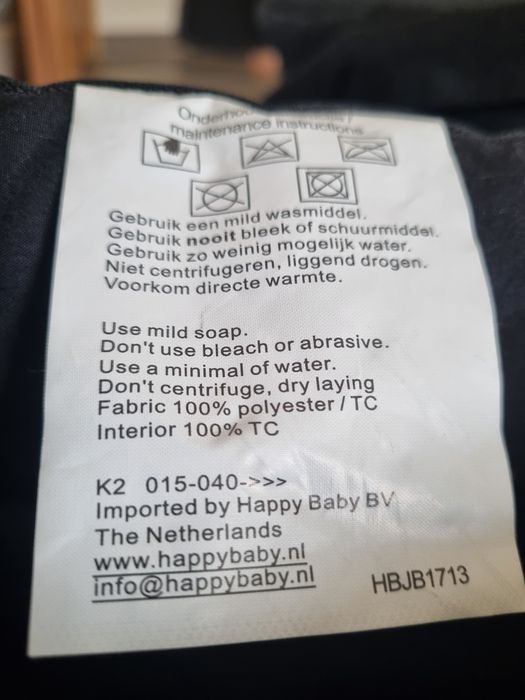 maintenance instructions
Gebruik een mild wasmiddel.
Gebruik nooit bleek of schuurmiddel.
Gebruik zo weinig mogelijk water.
Niet centrifugeren, liggend drogen.
Voorkom directe warmte.
Use mild soap.
Don't use bleach or abrasive.
Use a minimal of water.
Don't centrifuge, dry laying
Fabric 100% polyester / TC
Interior 100% TC
K2 015-040->>>
Imported by Happy Baby BV
The Netherlands
www.happybaby.nl
info@happybaby.nl
HBJB1713